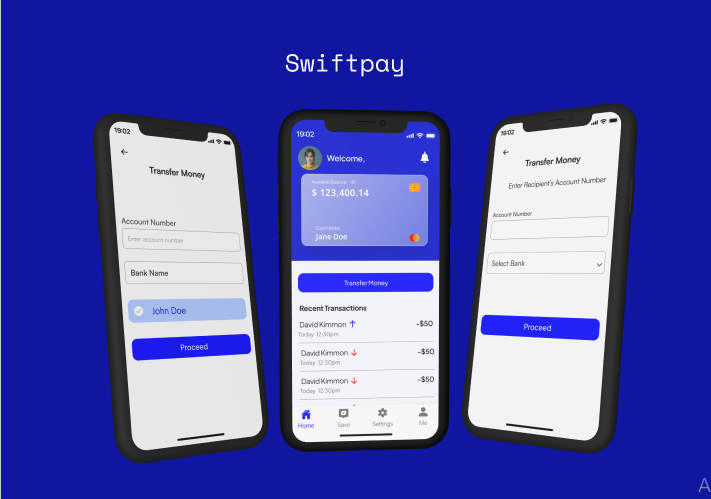 Swiftpay
19:02
Transfer Money
Account Number
Enter account number
Bank Name
John Doe
Proceed
19:02
Welcome,
Available Balance
$ 123,400.14
Cardholder
Jane Doe
Transfer Money
Recent Transactions
David Kimmon -$50
Today 12:30pm
David Kimmon -$50
Today 12:30pm
David Kimmon -$50
Today 12:30pm
Home Save Settings Me
19:02
Transfer Money
Enter Recipient's Account Number
Account Number
Select Bank
Proceed
A